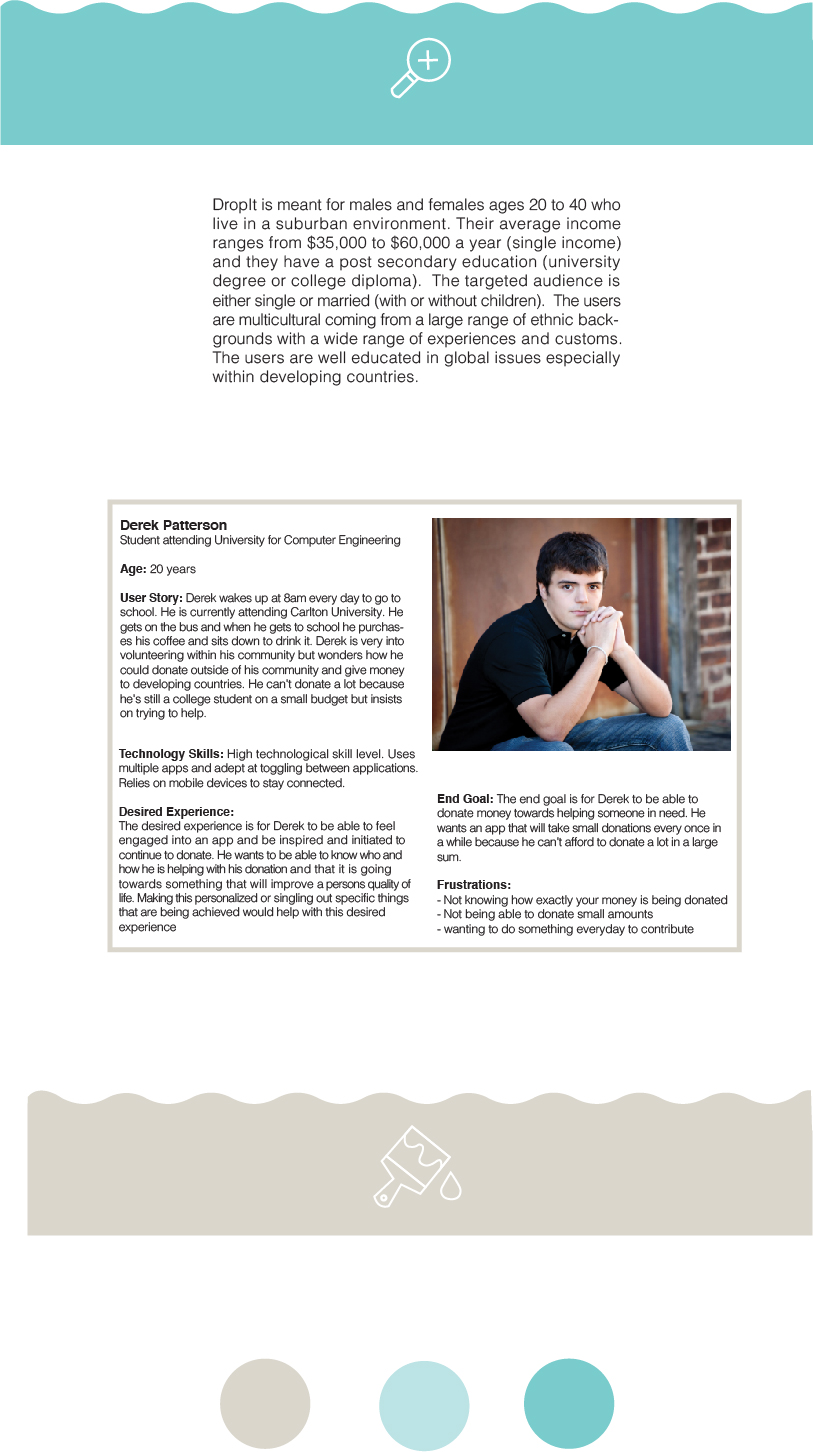 DropIt is meant for males and females ages 20 to 40 who
live in a suburban environment. Their average income
ranges from $35,000 to $60,000 a year (single income)
and they have a post secondary education (university
degree or college diploma).  The targeted audience is
either single or married (with or without children).  The users
are multicultural coming from a large range of ethnic back-
grounds with a wide range of experiences and customs.
The users are well educated in global issues especially
within developing countries.
Derek Patterson
Student attending University for Computer Engineering
Age: 20 years
User Story: Derek wakes up at 8am every day to go to
school. He is currently attending Carlton University. He
gets on the bus and when he gets to school he purchas-
es his coffee and sits down to drink it. Derek is very into
volunteering within his community but wonders how he
could donate outside of his community and give money
to developing countries. He can't donate a lot because
he's still a college student on a small budget but insists
on trying to help.
Technology Skills: High technological skill level. Uses
multiple apps and adept at toggling between applications.
Relies on mobile devices to stay connected.
Desired Experience:
The desired experience is for Derek to be able to feel
engaged into an app and be inspired and initiated to
continue to donate. He wants to be able to know who and
how he is helping with his donation and that it is going
towards something that will improve a persons quality of
life. Making this personalized or singling out specific things
that are being achieved would help with this desired
experience
End Goal: The end goal is for Derek to be able to
donate money towards helping someone in need. He
wants an app that will take small donations every once in
a while because he can't afford to donate a lot in a large
sum.
Frustrations:
- Not knowing how exactly your money is being donated
- Not being able to donate small amounts
- wanting to do something everyday to contribute